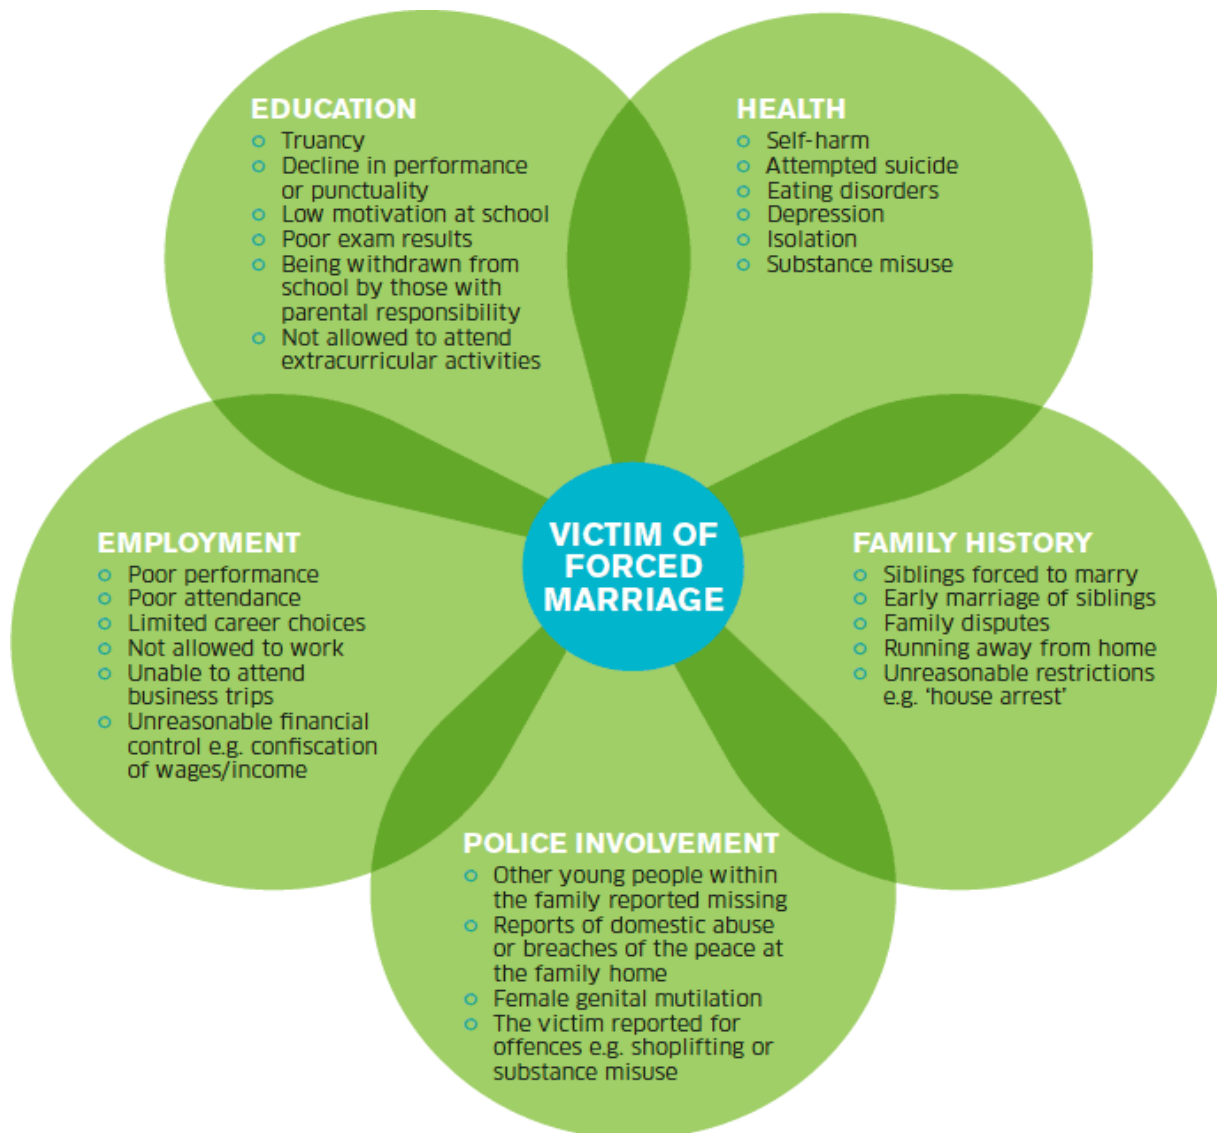 EDUCATION
Truancy
Decline in performance
or punctuality
Low motivation at school
Poor exam results
Being withdrawn from
school by those with
parental responsibility
Not allowed to attend
extracurricular activities
HEALTH
Self-harm
Attempted suicide
Eating disorders
Depression
Isolation
Substance misuse
EMPLOYMENT
Poor performance
Poor attendance
Limited career choices
Not allowed to work
Unable to attend
business trips
Unreasonable financial
control e.g. confiscation
of wages/income
VICTIM OF
FORCED
MARRIAGE
FAMILY HISTORY
Siblings forced to marry
Early marriage of siblings
Family disputes
Running away from home
Unreasonable restrictions
e.g. ‘house arrest’
POLICE INVOLVEMENT
Other young people within
the family reported missing
Reports of domestic abuse
or breaches of the peace at
the family home
Female genital mutilation
The victim reported for
offences e.g. shoplifting or
substance misuse